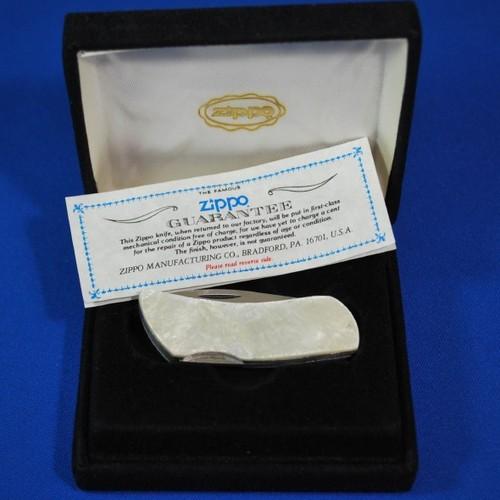 zippo
THE FAMOUS
zippo
GUARANTEE
This Zippo knife, when returned to our factory, will be put in first-class
mechanical condition free of charge, for we have yet to charge a cent
for the repair of a Zippo product regardless of age or condition.
The finish, however, is not guaranteed.
ZIPPO MANUFACTURING CO., BRADFORD, PA. 16701, U.S.A.
Please read reverse side.